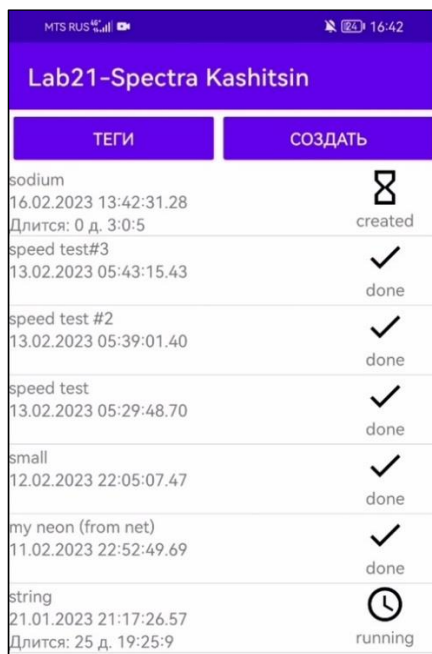 MTS RUS 4G+ 24 16:42
Lab21-Spectra Kashitsin
ТЕГИ СОЗДАТЬ
sodium
16.02.2023 13:42:31.28
Длится: 0 д. 3:0:5
created
speed test#3
13.02.2023 05:43:15.43
done
speed test #2
13.02.2023 05:39:01.40
done
speed test
13.02.2023 05:29:48.70
done
small
12.02.2023 22:05:07.47
done
my neon (from net)
11.02.2023 22:52:49.69
done
string
21.01.2023 21:17:26.57
Длится: 25 д. 19:25:9
running